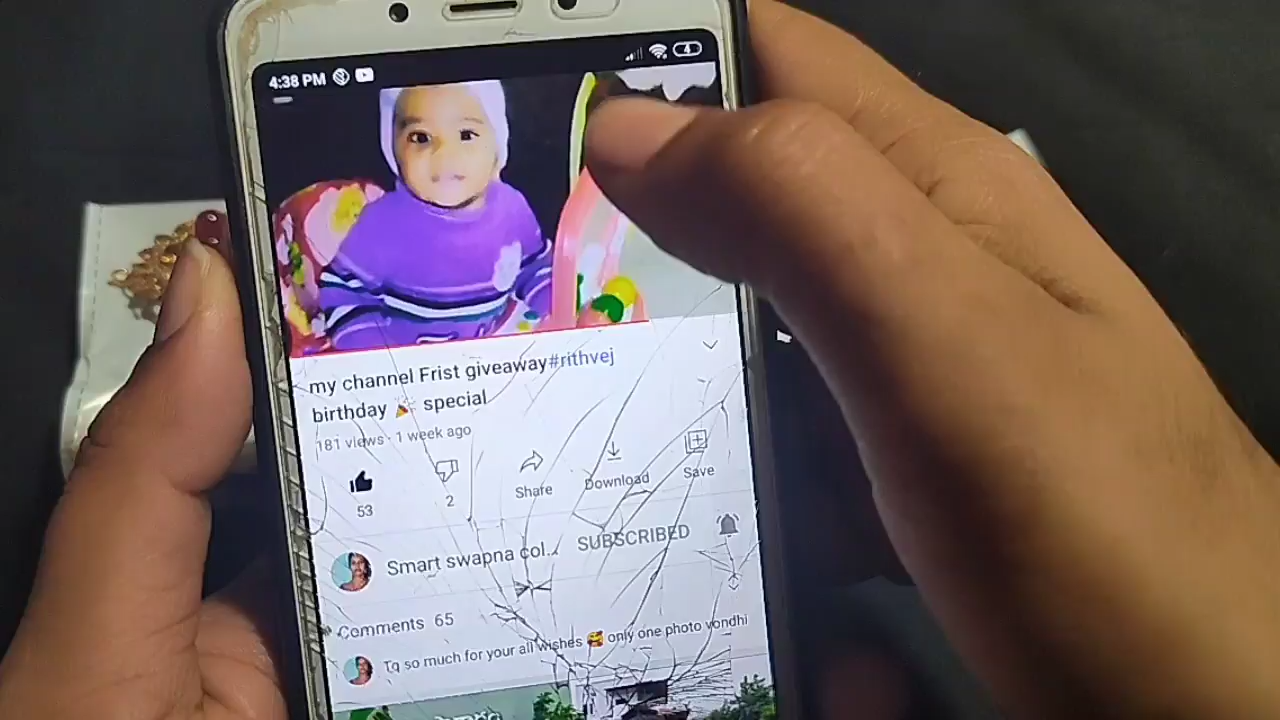 4:38 PM
4
my channel Frist giveaway#rithvej
birthday 🎉 special
181 views · 1 week ago
53
2
Share
Download
Save
Smart swapna col...
SUBSCRIBED
Comments 65
Tq so much for your all wishes 🥰 only one photo vondhi